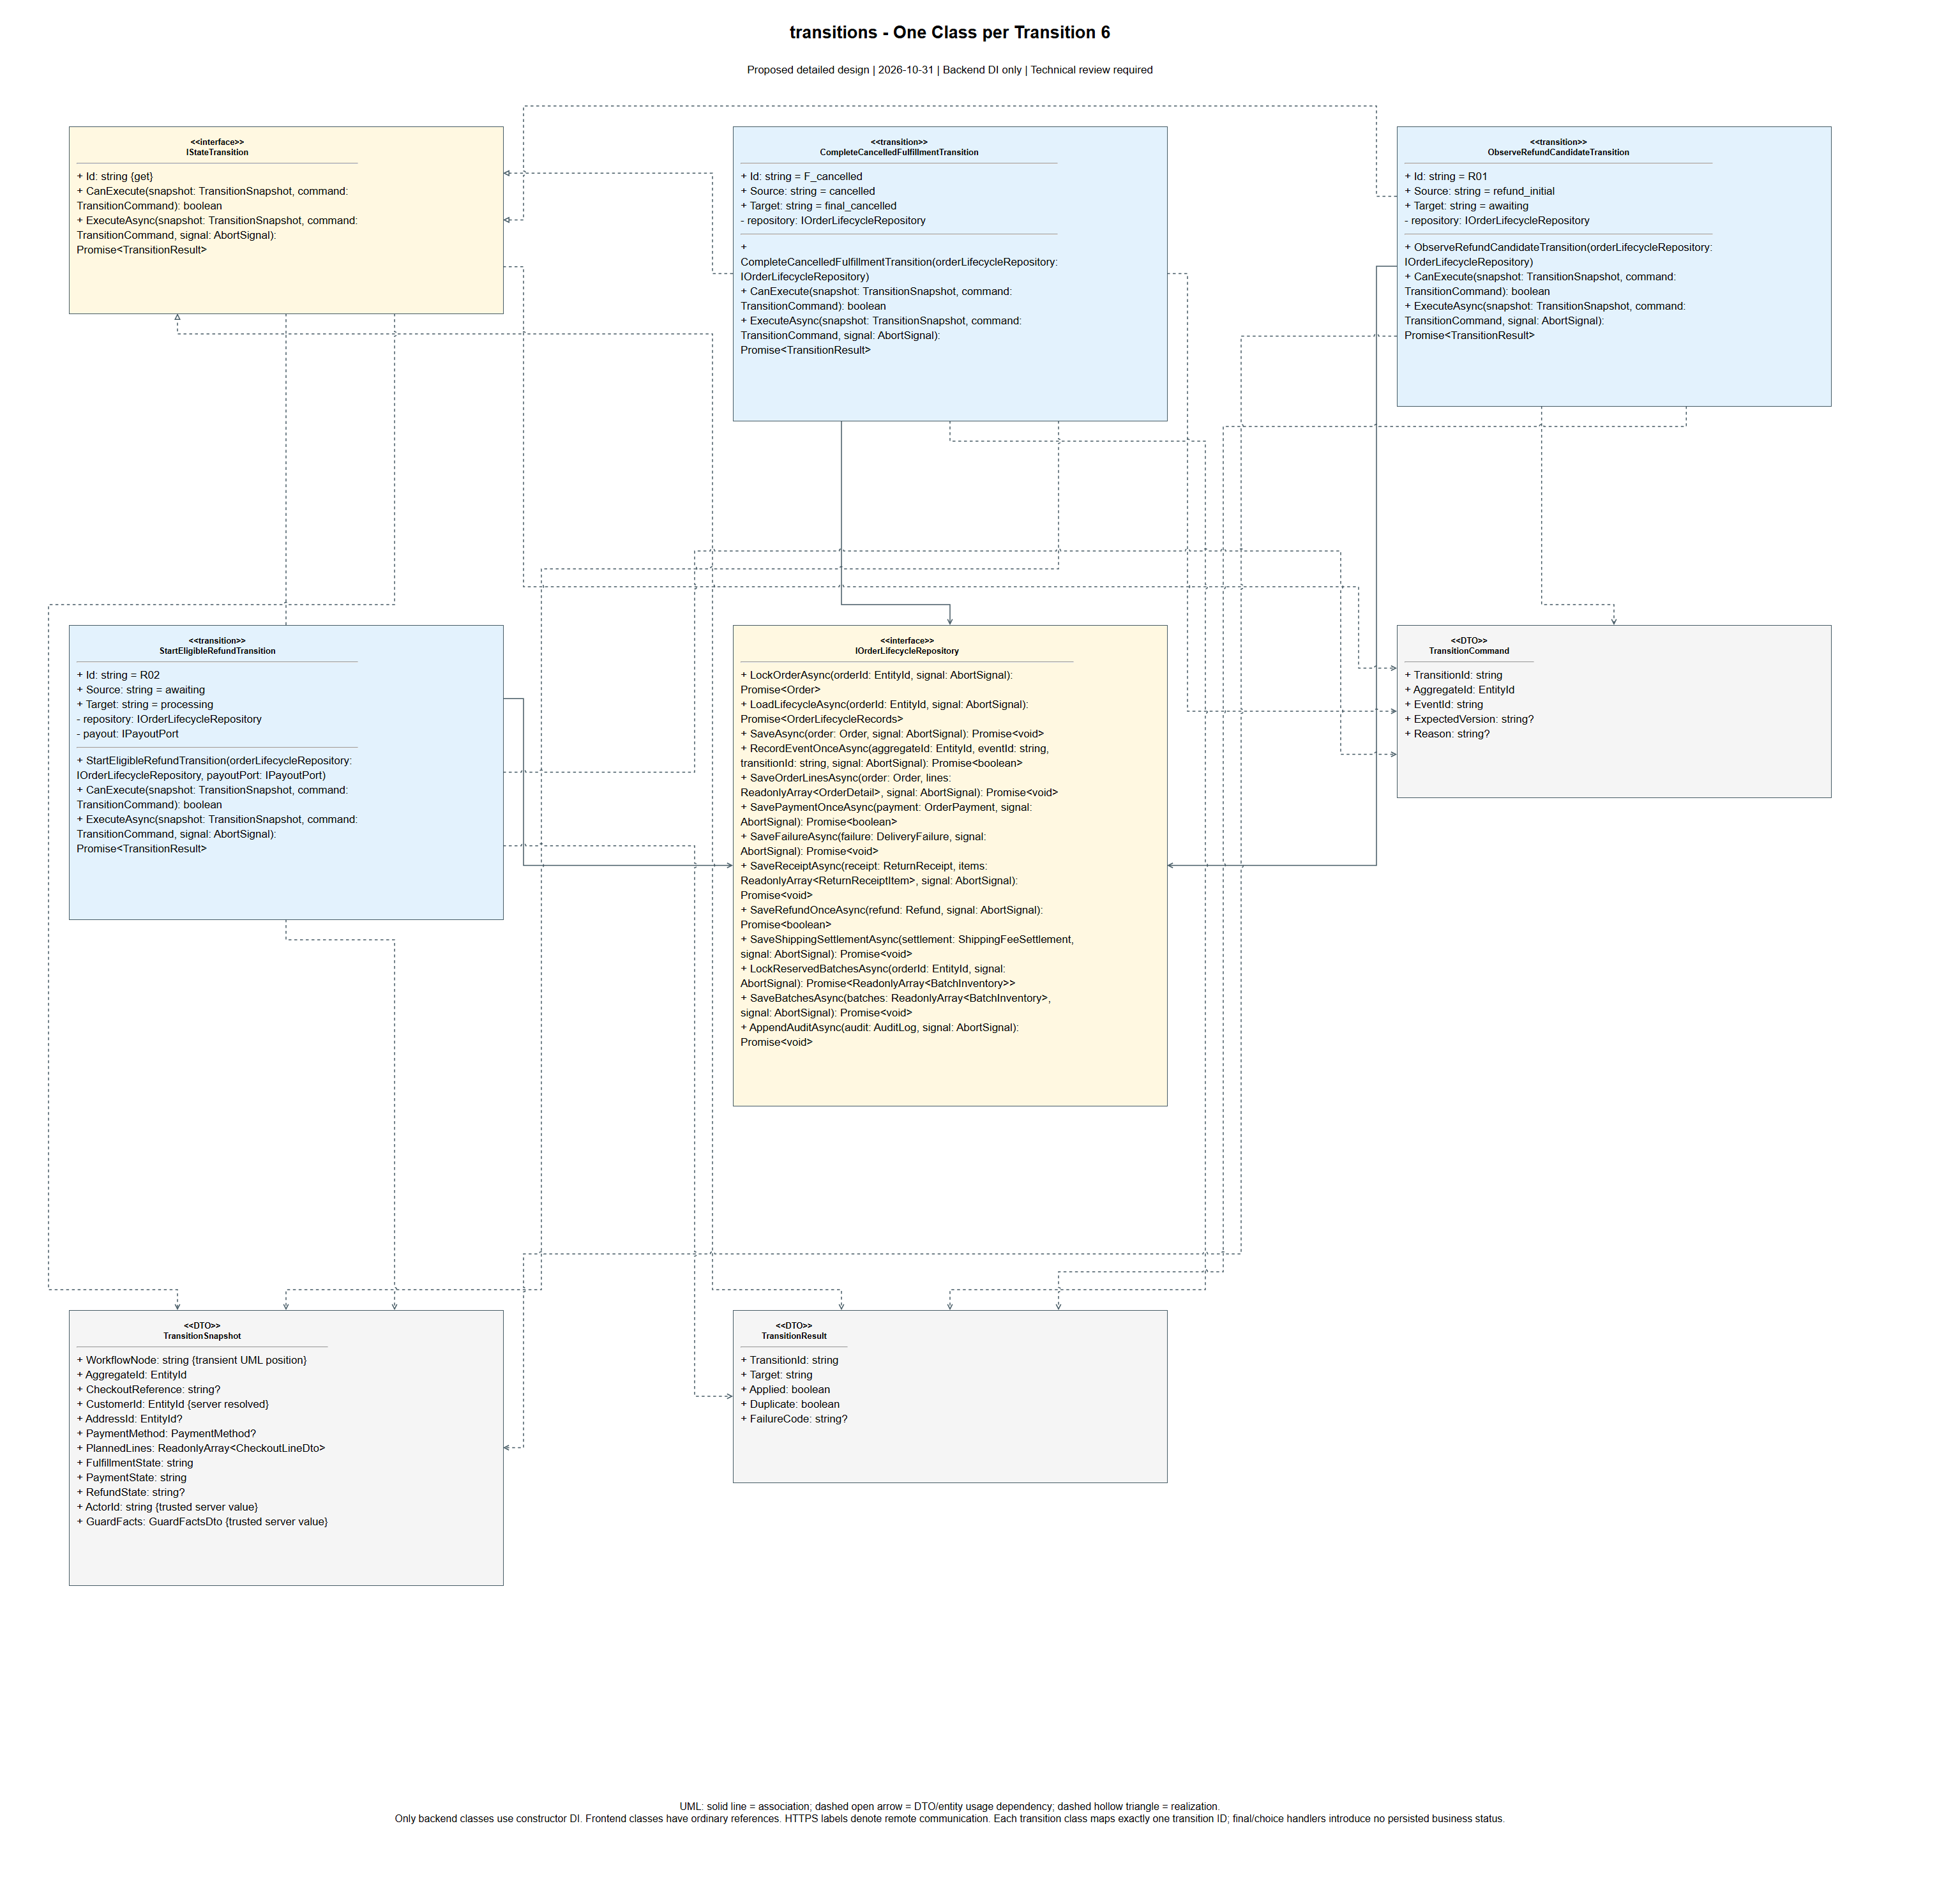 transitions - One Class per Transition 6
Proposed detailed design | 2026-10-31 | Backend DI only | Technical review required
<<interface>>
IStateTransition
+ Id: string {get}
+ CanExecute(snapshot: TransitionSnapshot, command:
TransitionCommand): boolean
+ ExecuteAsync(snapshot: TransitionSnapshot, command:
TransitionCommand, signal: AbortSignal):
Promise<TransitionResult>
<<transition>>
CompleteCancelledFulfillmentTransition
+ Id: string = F_cancelled
+ Source: string = cancelled
+ Target: string = final_cancelled
- repository: IOrderLifecycleRepository
+
CompleteCancelledFulfillmentTransition(orderLifecycleRepository:
IOrderLifecycleRepository)
+ CanExecute(snapshot: TransitionSnapshot, command:
TransitionCommand): boolean
+ ExecuteAsync(snapshot: TransitionSnapshot, command:
TransitionCommand, signal: AbortSignal):
Promise<TransitionResult>
<<transition>>
ObserveRefundCandidateTransition
+ Id: string = R01
+ Source: string = refund_initial
+ Target: string = awaiting
- repository: IOrderLifecycleRepository
+ ObserveRefundCandidateTransition(orderLifecycleRepository:
IOrderLifecycleRepository)
+ CanExecute(snapshot: TransitionSnapshot, command:
TransitionCommand): boolean
+ ExecuteAsync(snapshot: TransitionSnapshot, command:
TransitionCommand, signal: AbortSignal):
Promise<TransitionResult>
<<transition>>
StartEligibleRefundTransition
+ Id: string = R02
+ Source: string = awaiting
+ Target: string = processing
- repository: IOrderLifecycleRepository
- payout: IPayoutPort
+ StartEligibleRefundTransition(orderLifecycleRepository:
IOrderLifecycleRepository, payoutPort: IPayoutPort)
+ CanExecute(snapshot: TransitionSnapshot, command:
TransitionCommand): boolean
+ ExecuteAsync(snapshot: TransitionSnapshot, command:
TransitionCommand, signal: AbortSignal):
Promise<TransitionResult>
<<interface>>
IOrderLifecycleRepository
+ LockOrderAsync(orderId: EntityId, signal: AbortSignal):
Promise<Order>
+ LoadLifecycleAsync(orderId: EntityId, signal: AbortSignal):
Promise<OrderLifecycleRecords>
+ SaveAsync(order: Order, signal: AbortSignal): Promise<void>
+ RecordEventOnceAsync(aggregateId: EntityId, eventId: string,
transitionId: string, signal: AbortSignal): Promise<boolean>
+ SaveOrderLinesAsync(order: Order, lines:
ReadonlyArray<OrderDetail>, signal: AbortSignal): Promise<void>
+ SavePaymentOnceAsync(payment: OrderPayment, signal:
AbortSignal): Promise<boolean>
+ SaveFailureAsync(failure: DeliveryFailure, signal:
AbortSignal): Promise<void>
+ SaveReceiptAsync(receipt: ReturnReceipt, items:
ReadonlyArray<ReturnReceiptItem>, signal: AbortSignal):
Promise<void>
+ SaveRefundOnceAsync(refund: Refund, signal: AbortSignal):
Promise<boolean>
+ SaveShippingSettlementAsync(settlement: ShippingFeeSettlement,
signal: AbortSignal): Promise<void>
+ LockReservedBatchesAsync(orderId: EntityId, signal:
AbortSignal): Promise<ReadonlyArray<BatchInventory>>
+ SaveBatchesAsync(batches: ReadonlyArray<BatchInventory>,
signal: AbortSignal): Promise<void>
+ AppendAuditAsync(audit: AuditLog, signal: AbortSignal):
Promise<void>
<<DTO>>
TransitionCommand
+ TransitionId: string
+ AggregateId: EntityId
+ EventId: string
+ ExpectedVersion: string?
+ Reason: string?
<<DTO>>
TransitionSnapshot
+ WorkflowNode: string {transient UML position}
+ AggregateId: EntityId
+ CheckoutReference: string?
+ CustomerId: EntityId {server resolved}
+ AddressId: EntityId?
+ PaymentMethod: PaymentMethod?
+ PlannedLines: ReadonlyArray<CheckoutLineDto>
+ FulfillmentState: string
+ PaymentState: string
+ RefundState: string?
+ ActorId: string {trusted server value}
+ GuardFacts: GuardFactsDto {trusted server value}
<<DTO>>
TransitionResult
+ TransitionId: string
+ Target: string
+ Applied: boolean
+ Duplicate: boolean
+ FailureCode: string?
UML: solid line = association; dashed open arrow = DTO/entity usage dependency; dashed hollow triangle = realization.
Only backend classes use constructor DI. Frontend classes have ordinary references. HTTPS labels denote remote communication. Each transition class maps exactly one transition ID; final/choice handlers introduce no persisted business status.